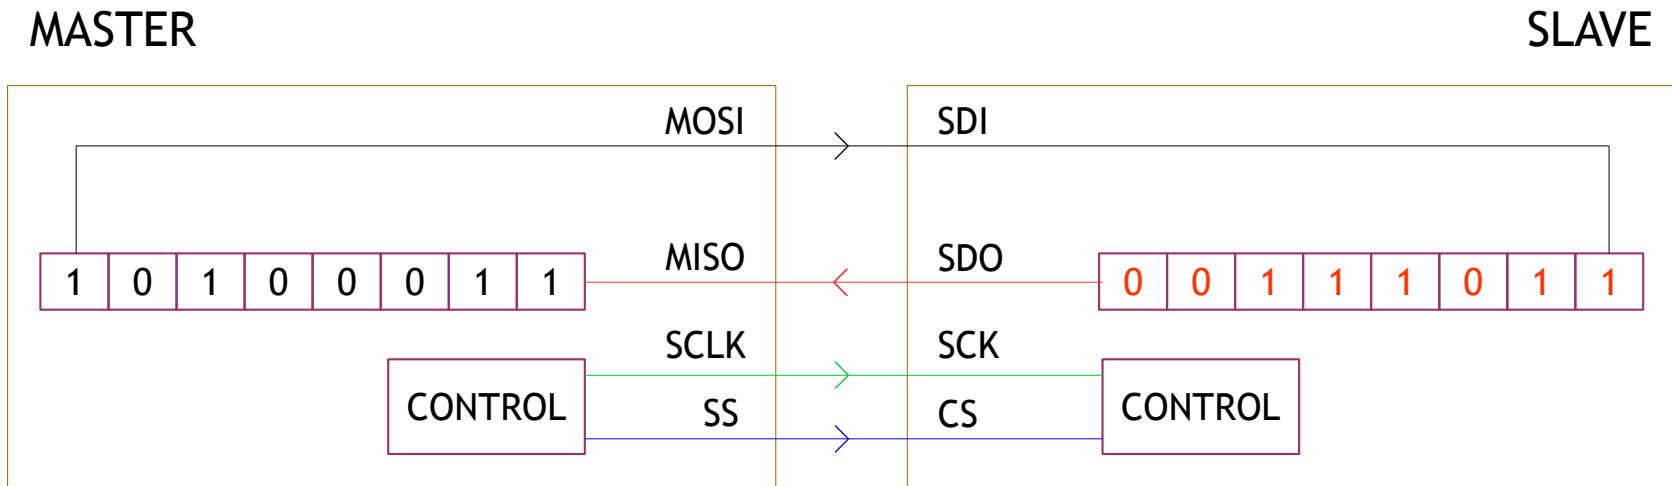 MASTER SLAVE
MOSI SDI
MISO SDO
1 0 1 0 0 0 1 1 0 0 1 1 1 0 1 1
SCLK SCK
CONTROL CONTROL
SS CS